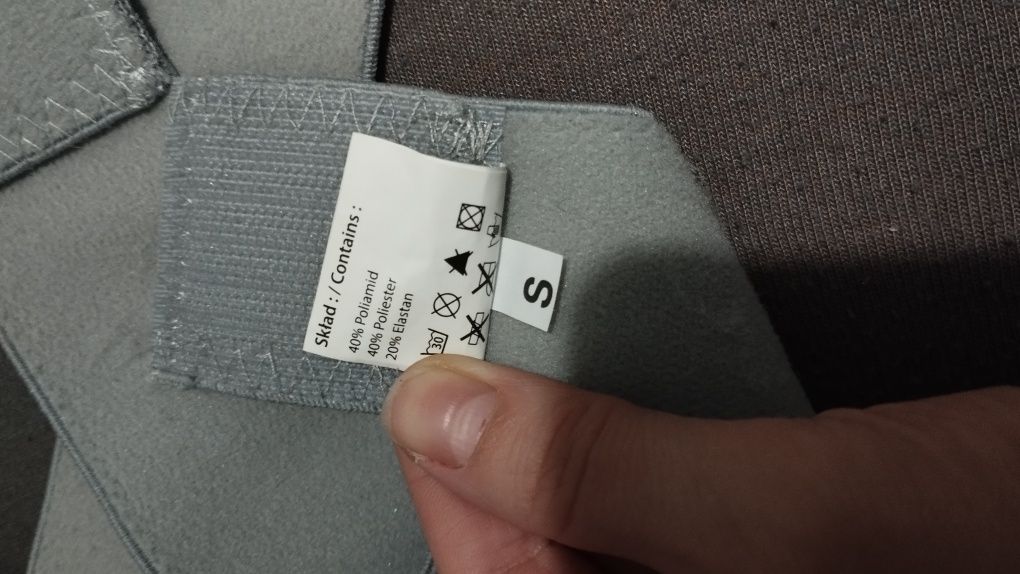 Skład : / Contains :
40% Poliamid
40% Poliester
20% Elastan
30
S